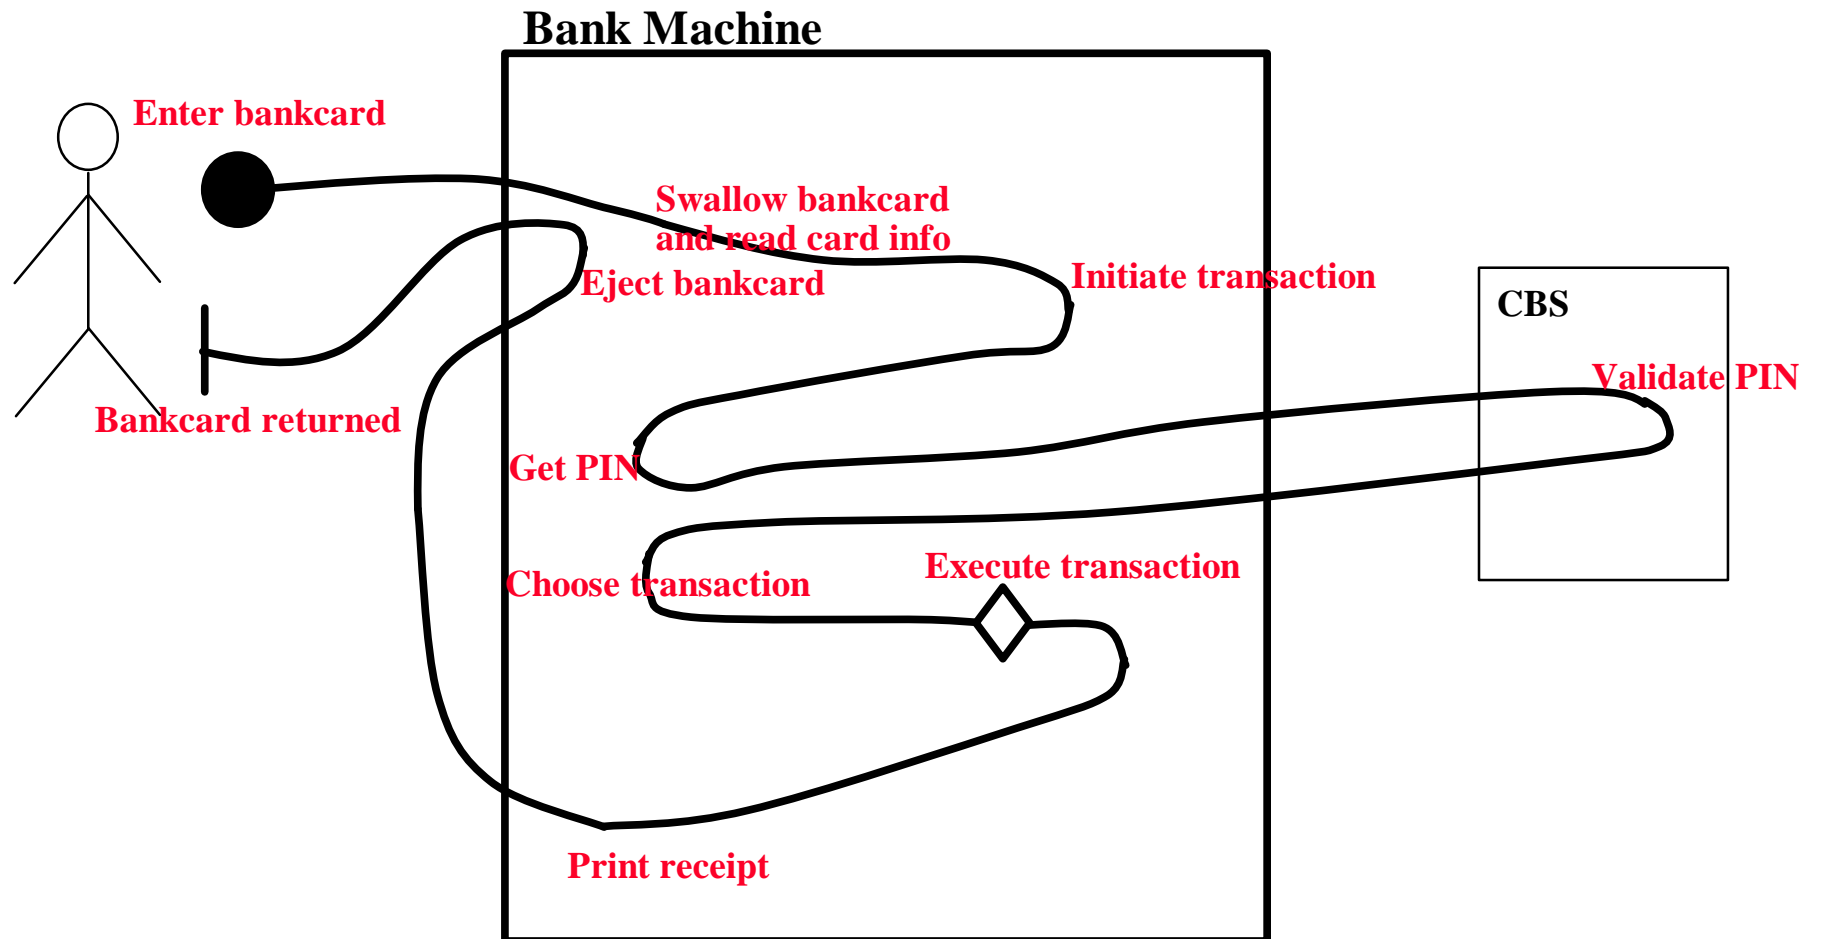 Bank Machine
Enter bankcard
Swallow bankcard
and read card info
Eject bankcard
Initiate transaction
CBS
Validate PIN
Bankcard returned
Get PIN
Choose transaction
Execute transaction
Print receipt